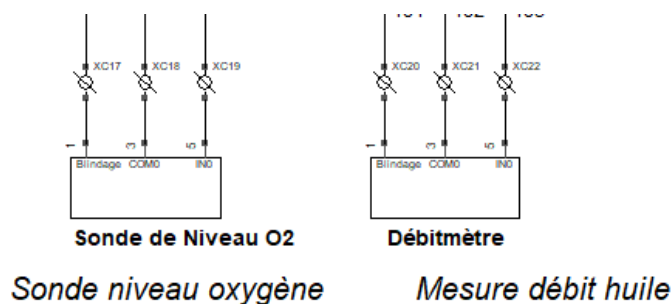 XC17 XC18 XC19 XC20 XC21 XC22
1 3 5 1 3 5
Blindage COM0 IN0 Blindage COM0 IN0
Sonde de Niveau O2 Débitmètre
Sonde niveau oxygène Mesure débit huile